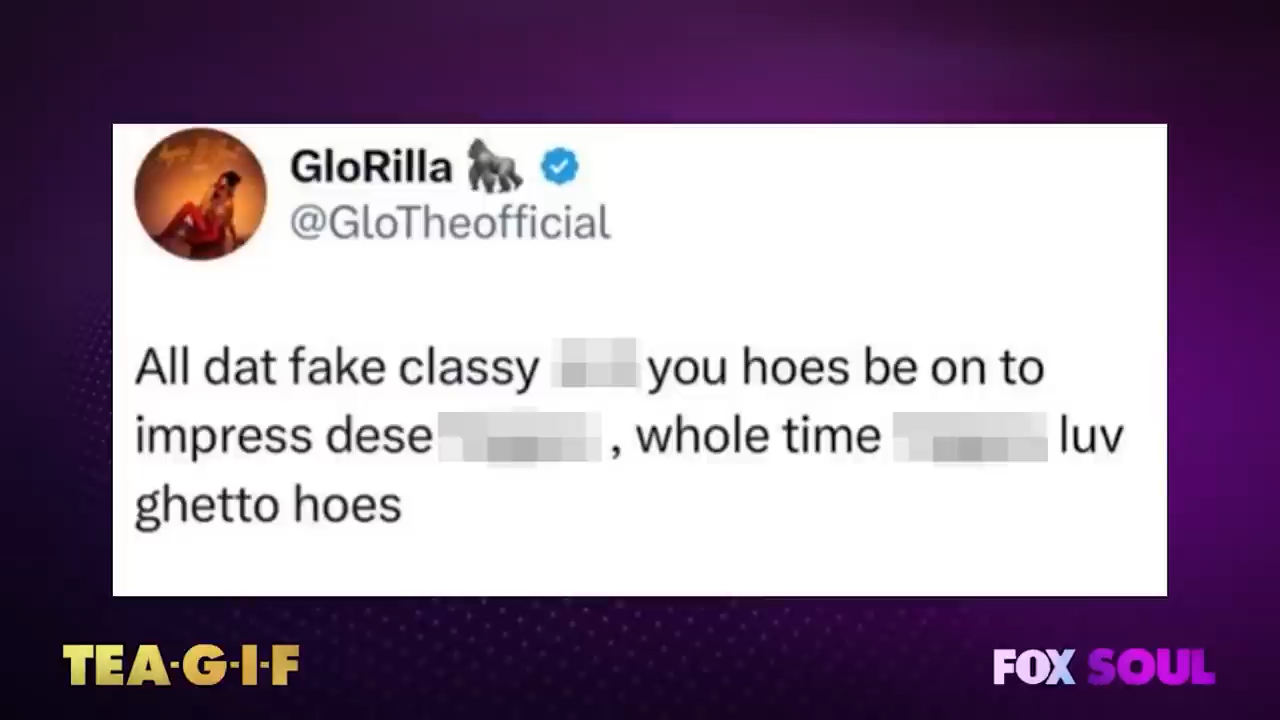 GloRilla
@GloTheofficial
All dat fake classy you hoes be on to
impress dese , whole time luv
ghetto hoes
TEA-G-I-F
FOX SOUL